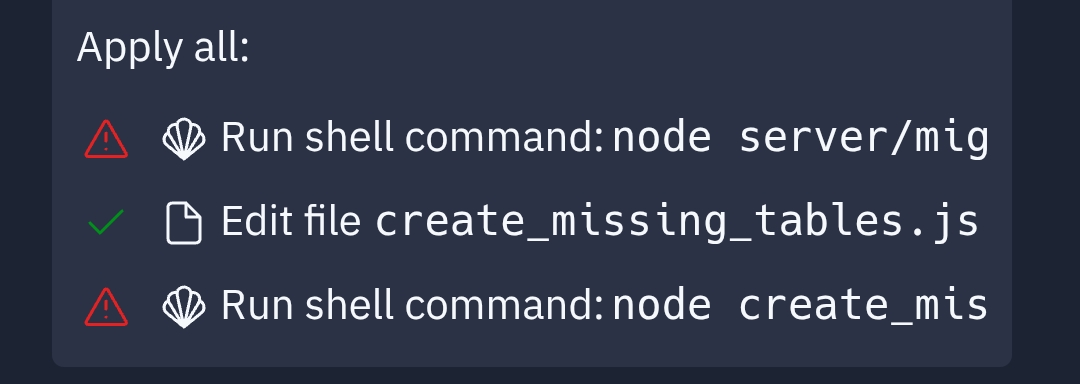 Apply all:
Run shell command: node server/mig
Edit file create_missing_tables.js
Run shell command: node create_mis